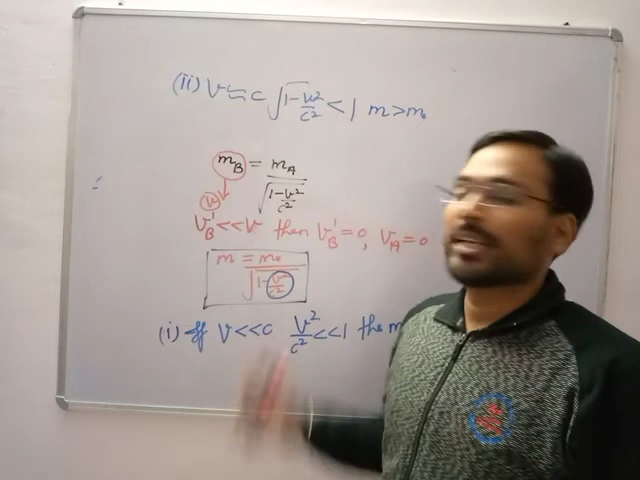 (ii) v ≃ c √(1-v²/c²) < 1 m > m₀
m_B = m_A / √(1-v²/c²)
v
v'_B << v then v'_B = 0, v_A = 0
m = m₀ / √(1-v²/c²)
(i) If v << c v²/c² << 1 the m